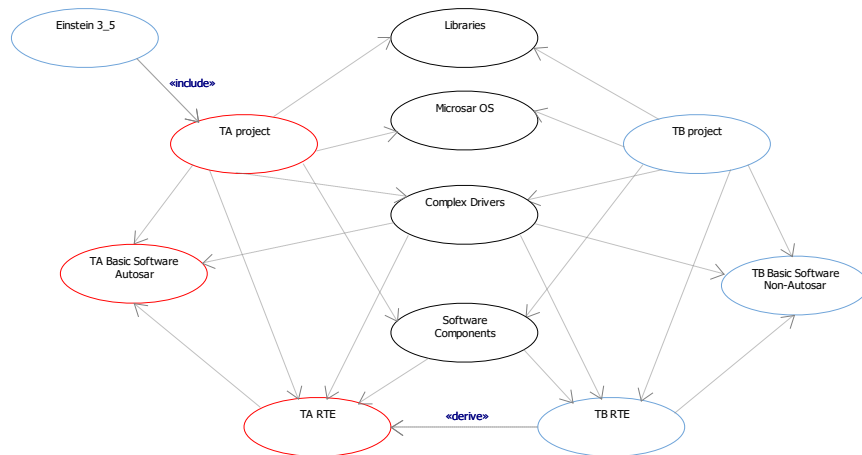 Einstein 3_5
Libraries
«include»
Microsar OS
TA project
TB project
Complex Drivers
TA Basic Software
Autosar
TB Basic Software
Non-Autosar
Software
Components
TA RTE
«derive»
TB RTE